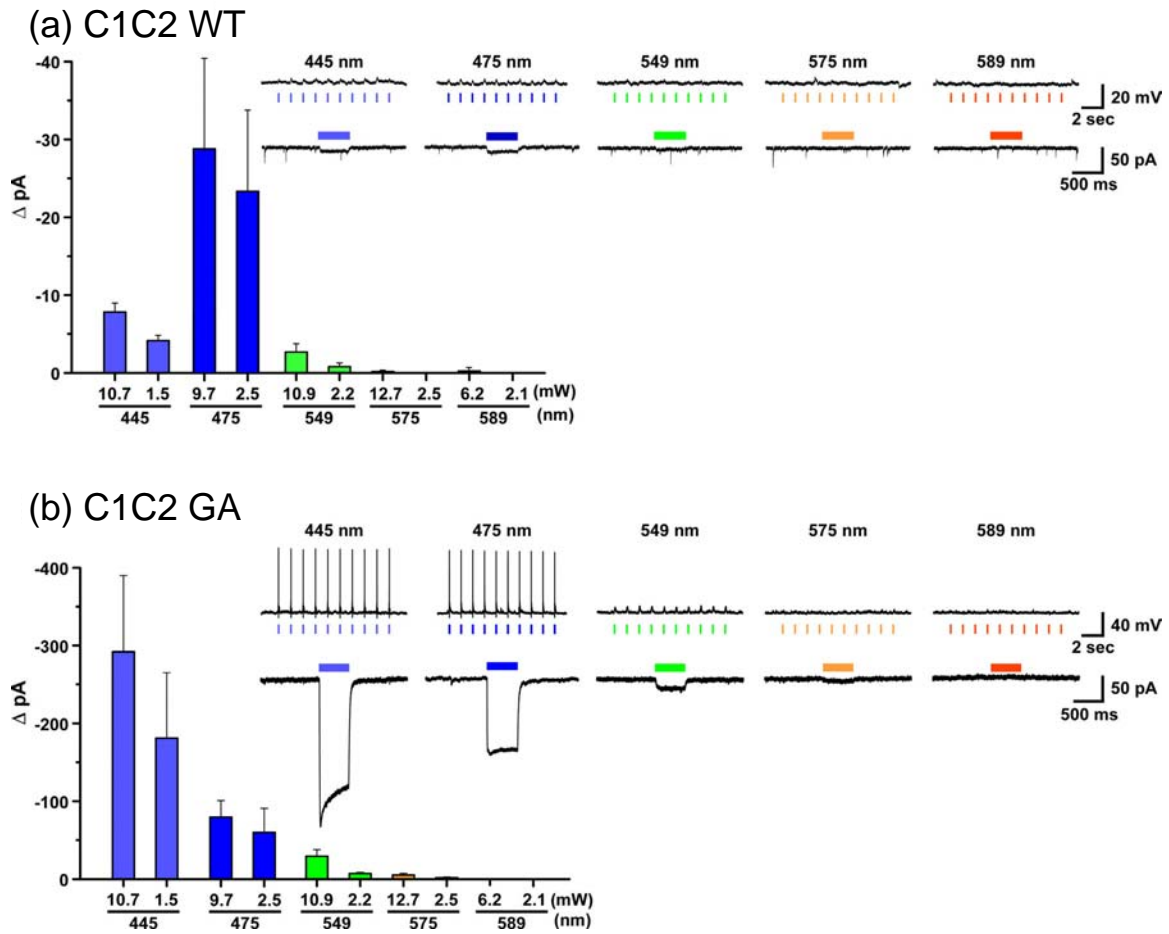 (a) C1C2 WT
445 nm 475 nm 549 nm 575 nm 589 nm
20 mV
2 sec
50 pA
500 ms
Δ pA
-40
-30
-20
-10
0
10.7 1.5 9.7 2.5 10.9 2.2 12.7 2.5 6.2 2.1 (mW)
445 475 549 575 589 (nm)
(b) C1C2 GA
445 nm 475 nm 549 nm 575 nm 589 nm
40 mV
2 sec
50 pA
500 ms
Δ pA
-400
-300
-200
-100
0
10.7 1.5 9.7 2.5 10.9 2.2 12.7 2.5 6.2 2.1 (mW)
445 475 549 575 589 (nm)